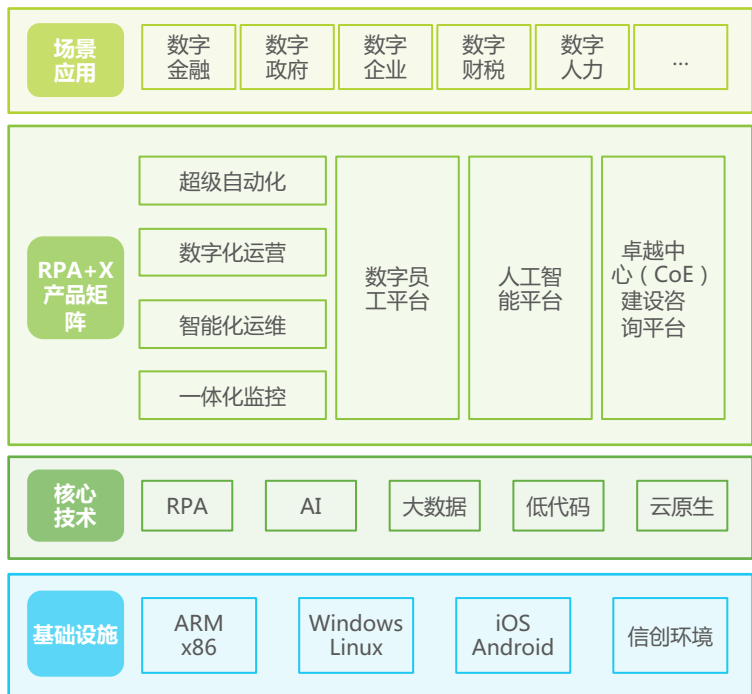 场景
应用
数字
金融
数字
政府
数字
企业
数字
财税
数字
人力
...
RPA+X
产品矩
阵
超级自动化
数字化运营
智能化运维
一体化监控
数字员
工平台
人工智
能平台
卓越中
心（CoE）
建设咨
询平台
核心
技术
RPA
AI
大数据
低代码
云原生
基础设施
ARM
x86
Windows
Linux
iOS
Android
信创环境